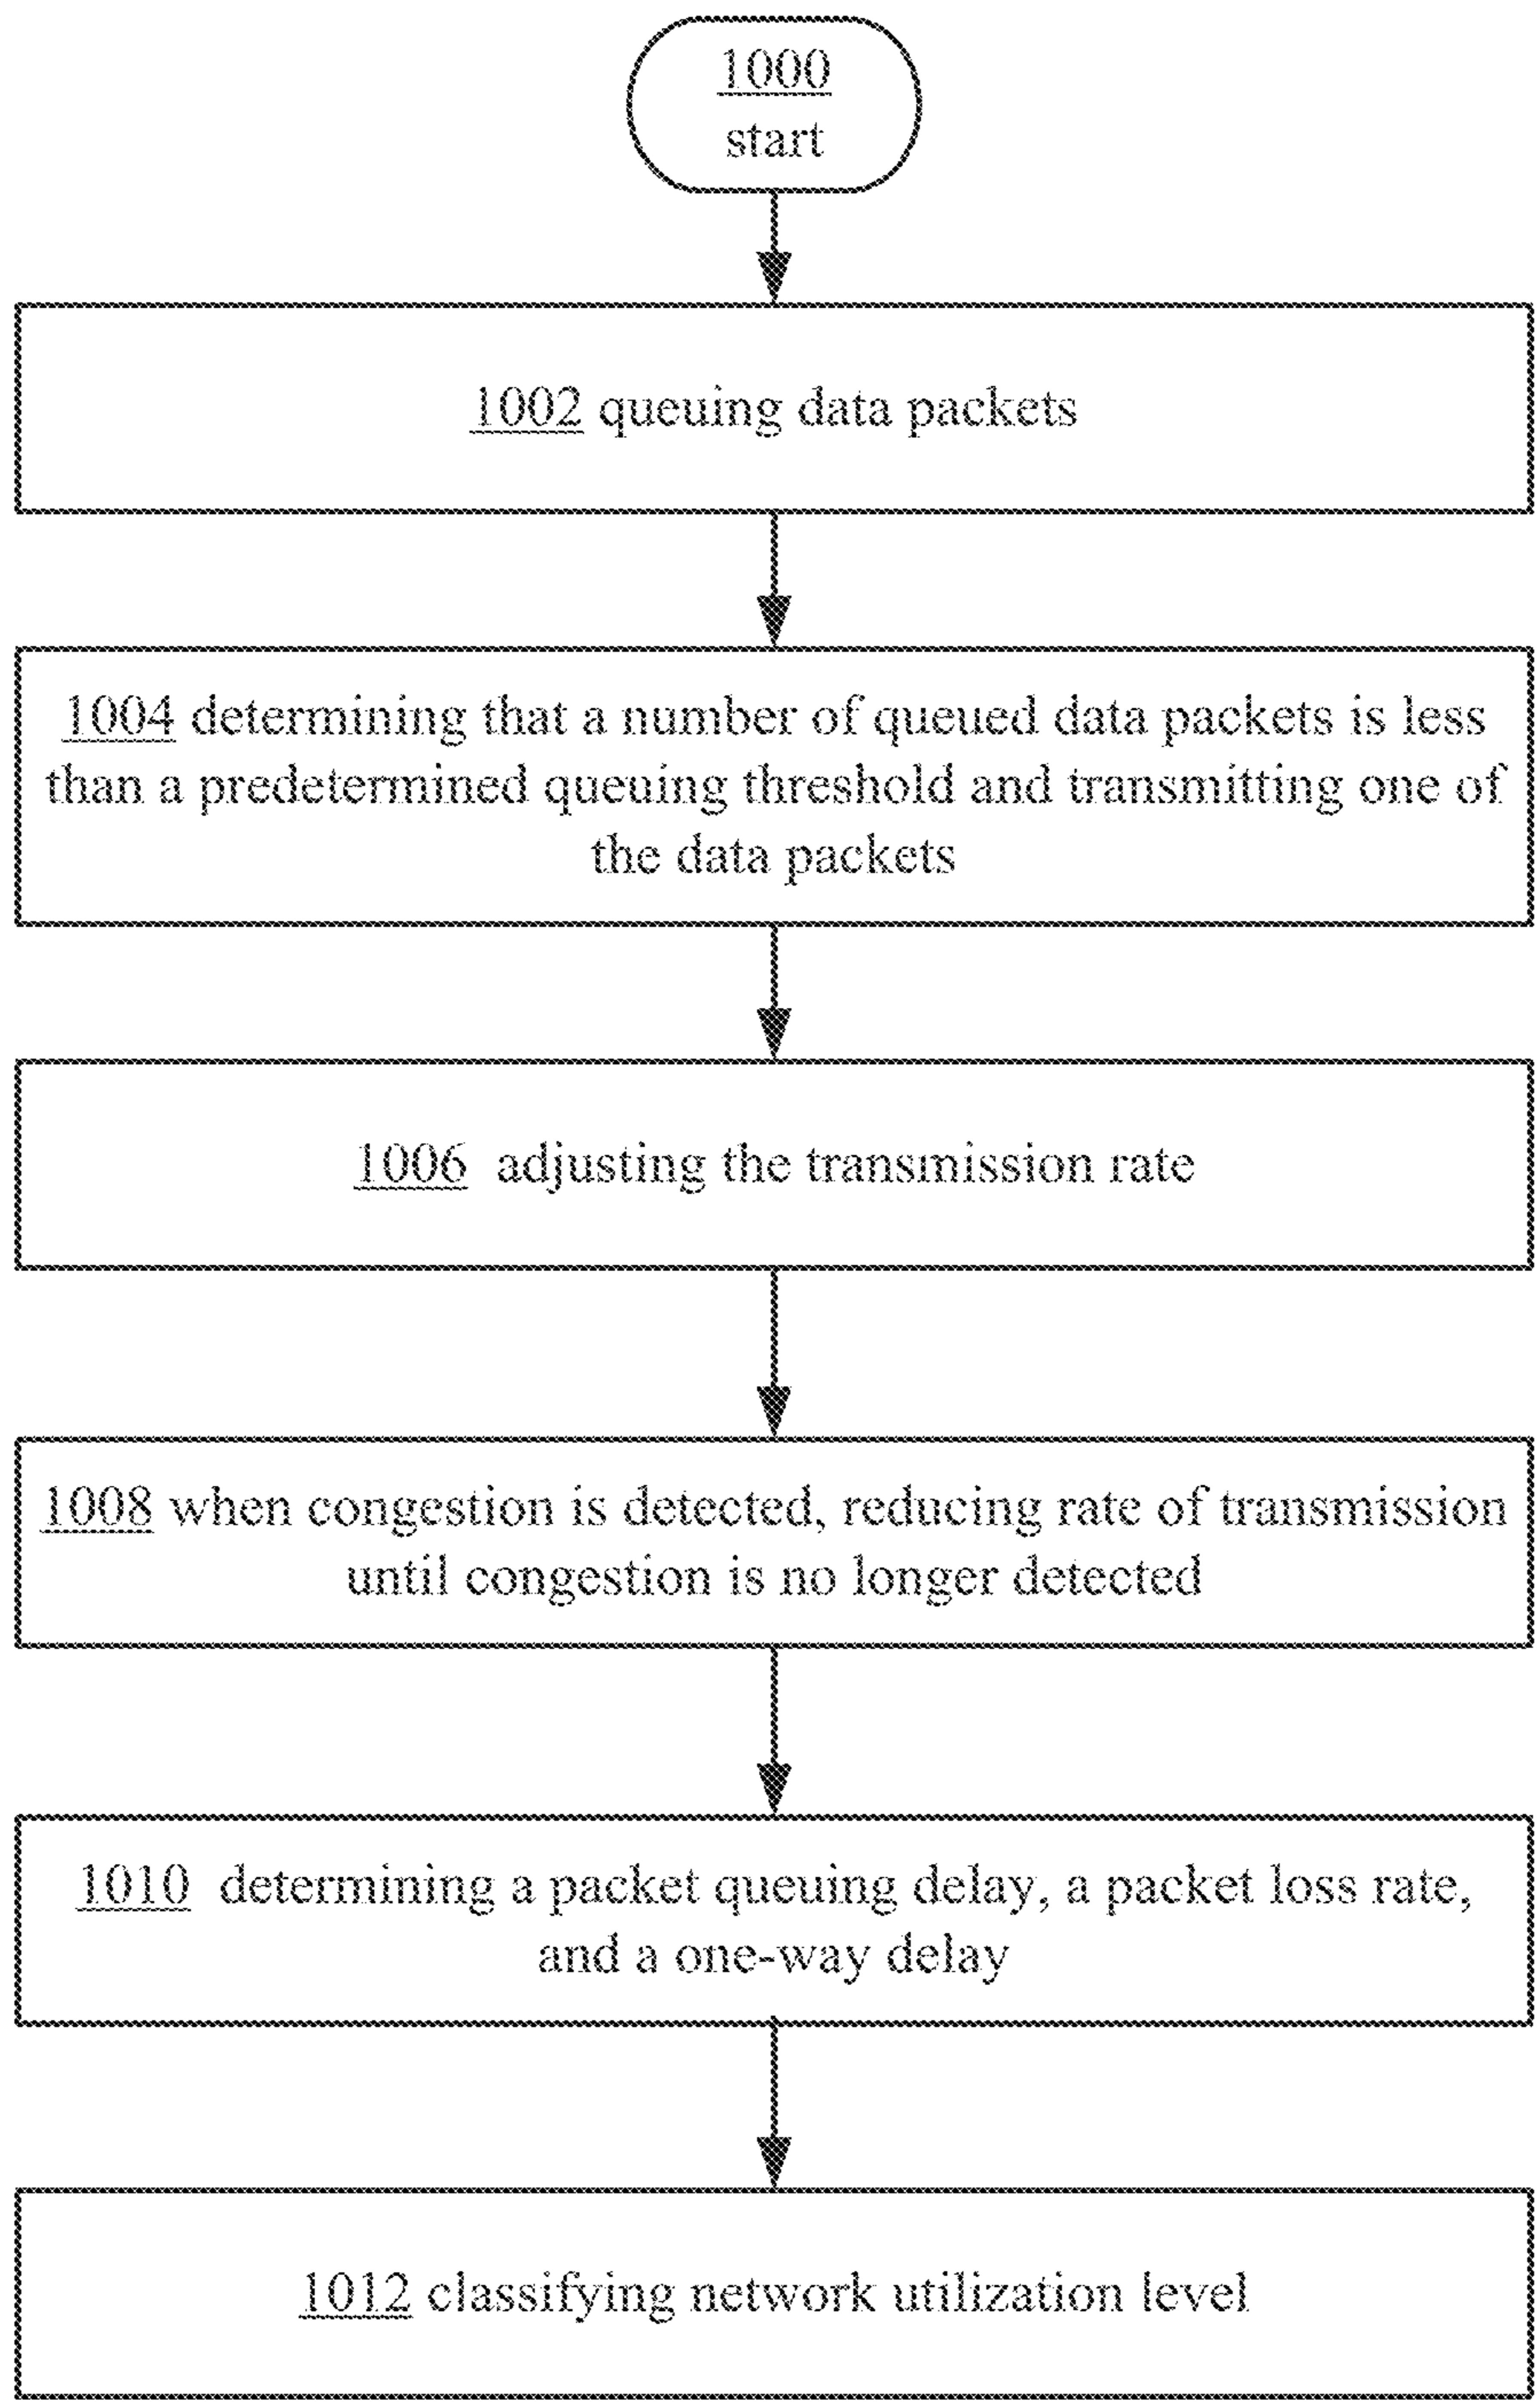 1000
start
1002 queuing data packets
1004 determining that a number of queued data packets is less
than a predetermined queuing threshold and transmitting one of
the data packets
1006 adjusting the transmission rate
1008 when congestion is detected, reducing rate of transmission
until congestion is no longer detected
1010 determining a packet queuing delay, a packet loss rate,
and a one-way delay
1012 classifying network utilization level